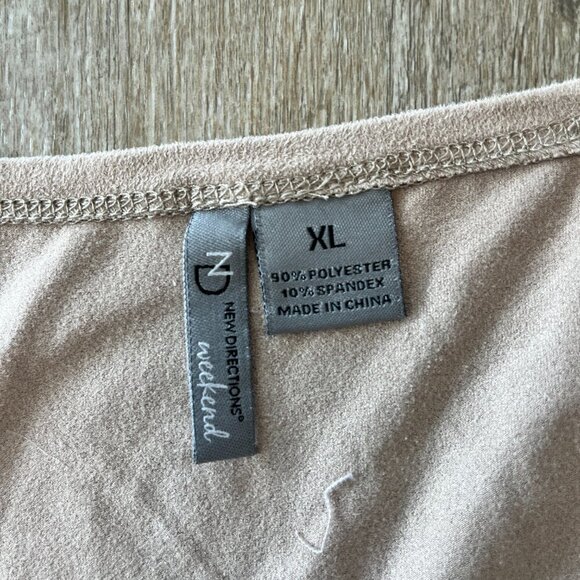 ND
NEW DIRECTIONS®
weekend
XL
90% POLYESTER
10% SPANDEX
MADE IN CHINA